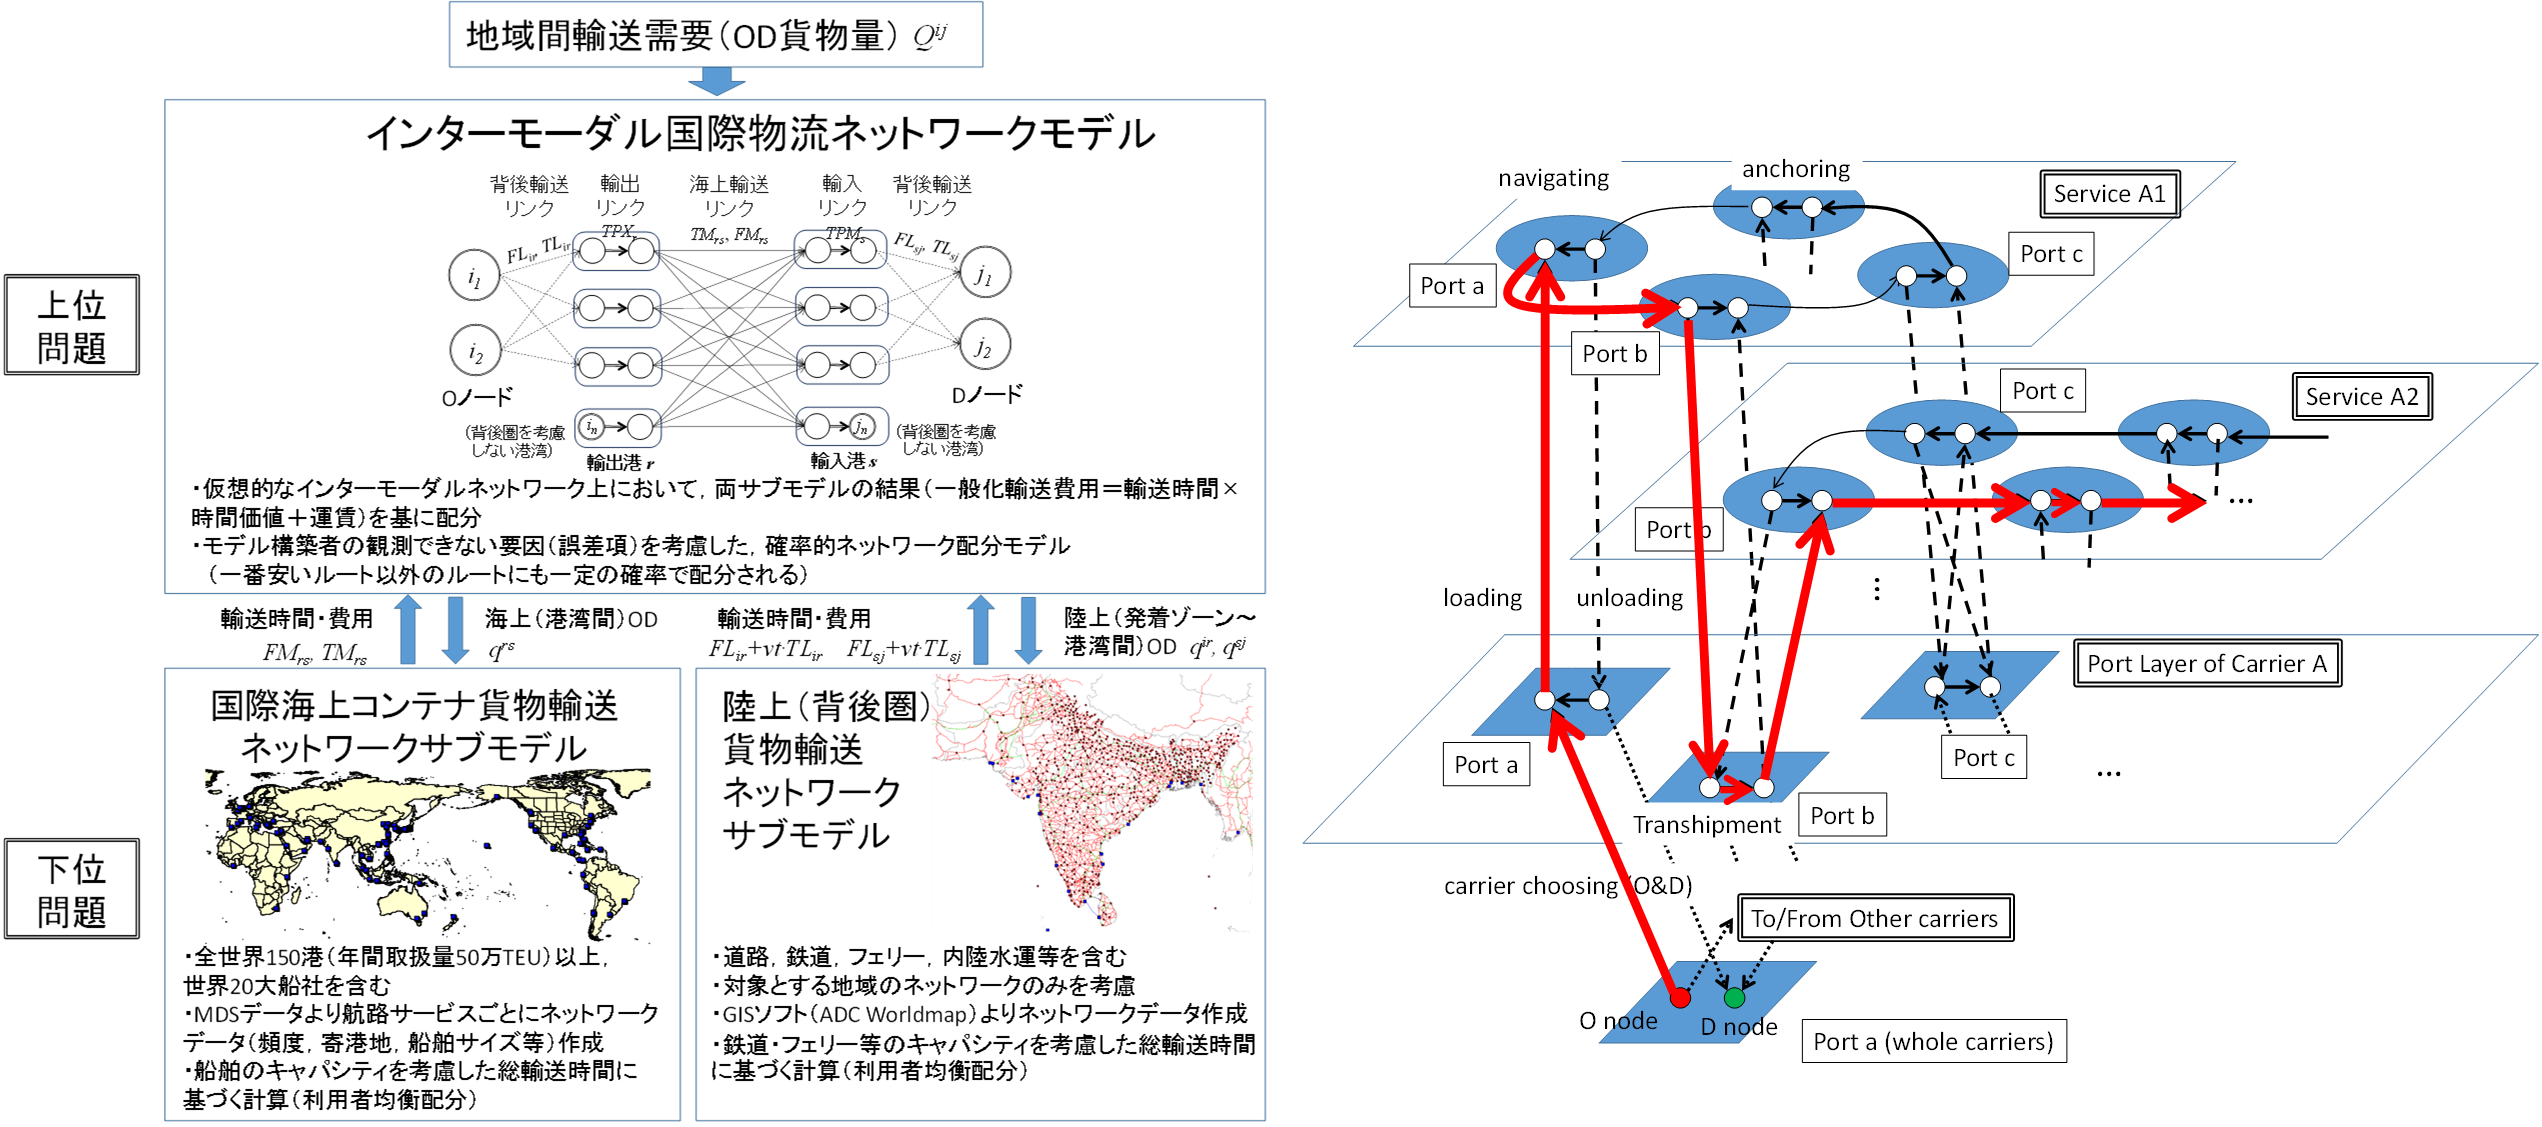 地域間輸送需要（OD貨物量） Qij
インターモーダル国際物流ネットワークモデル
背後輸送
リンク
輸出
リンク
TPXr
海上輸送
リンク
TMrs, FMrs
輸入
リンク
TPMs
背後輸送
リンク
FLir, TLir
FLsj, TLsj
i1
i2
j1
j2
Oノード
Dノード
in
jn
（背後圏を考慮
しない港湾）
（背後圏を考慮
しない港湾）
輸出港 r
輸入港 s
・仮想的なインターモーダルネットワーク上において，両サブモデルの結果（一般化輸送費用＝輸送時間×
時間価値＋運賃）を基に配分
・モデル構築者の観測できない要因（誤差項）を考慮した，確率的ネットワーク配分モデル
（一番安いルート以外のルートにも一定の確率で配分される）
上位
問題
輸送時間・費用
FMrs, TMrs
海上（港湾間）OD
qrs
輸送時間・費用
FLir+vt·TLir FLsj+vt·TLsj
陸上（発着ゾーン～
港湾間）OD qir, qsj
下位
問題
国際海上コンテナ貨物輸送
ネットワークサブモデル
・全世界150港（年間取扱量50万TEU）以上，
世界20大船社を含む
・MDSデータより航路サービスごとにネットワーク
データ（頻度，寄港地，船舶サイズ等）作成
・船舶のキャパシティを考慮した総輸送時間に
基づく計算（利用者均衡配分）
陸上（背後圏）
貨物輸送
ネットワーク
サブモデル
・道路，鉄道，フェリー，内陸水運等を含む
・対象とする地域のネットワークのみを考慮
・GISソフト（ADC Worldmap）よりネットワークデータ作成
・鉄道・フェリー等のキャパシティを考慮した総輸送時間
に基づく計算（利用者均衡配分）
navigating
anchoring
Service A1
Port a
Port b
Port c
Port c
Service A2
Port b
…
⋮
loading
unloading
Port Layer of Carrier A
Port a
Port c
…
Port b
Transhipment
carrier choosing (O&D)
To/From Other carriers
O node
D node
Port a (whole carriers)